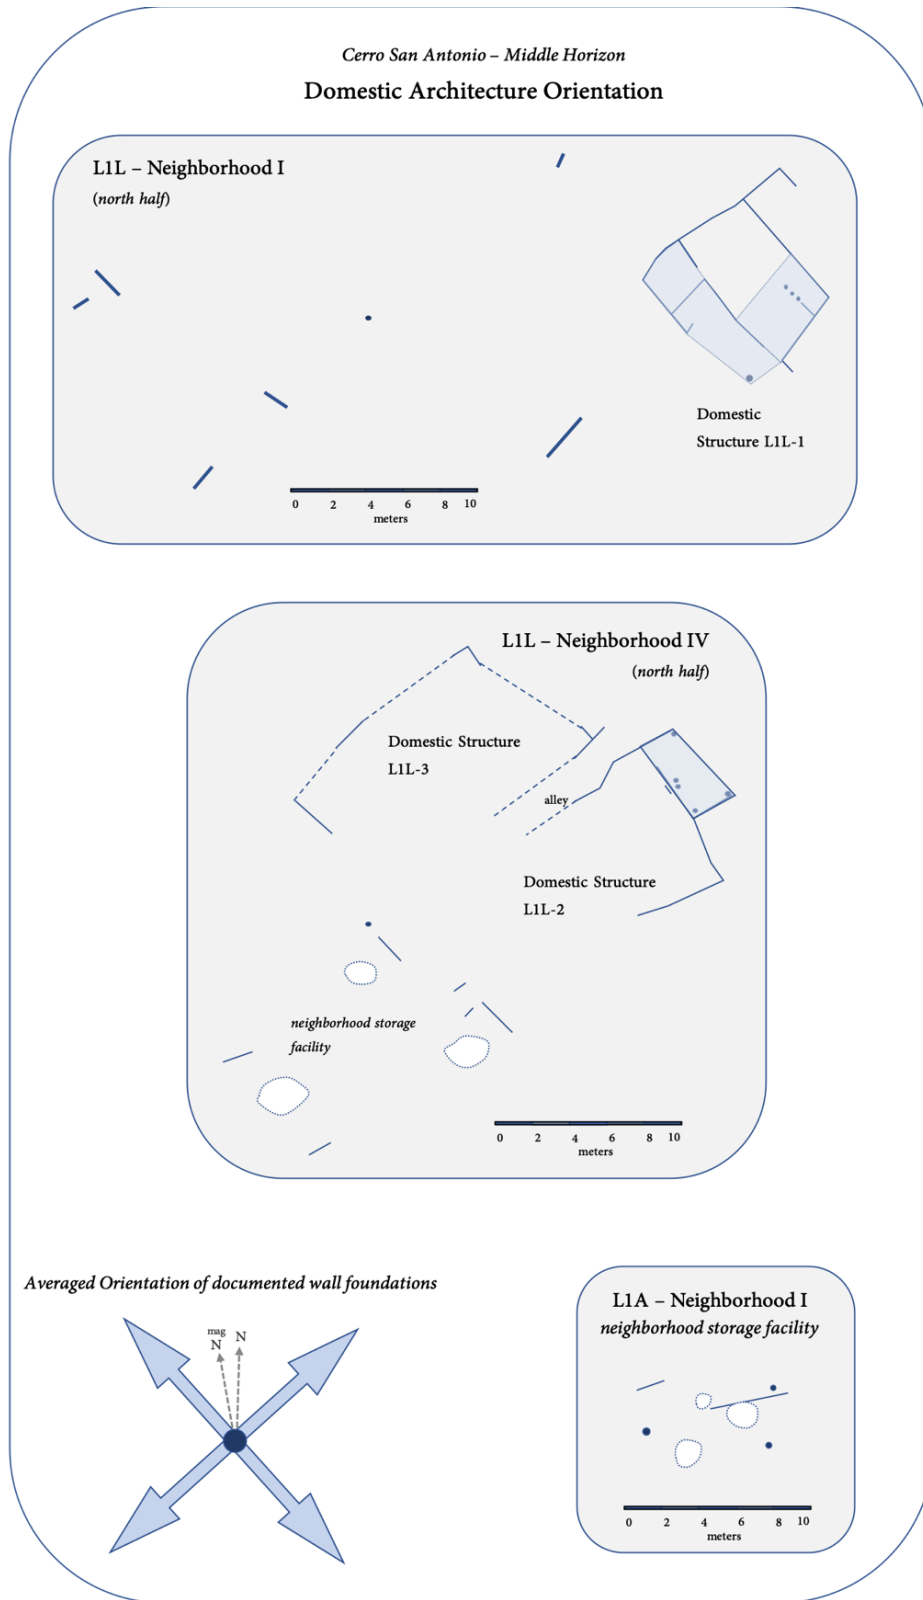 Cerro San Antonio – Middle Horizon
Domestic Architecture Orientation
L1L – Neighborhood I
(north half)
Domestic
Structure L1L-1
0 2 4 6 8 10
meters
L1L – Neighborhood IV
(north half)
Domestic Structure
L1L-3
alley
Domestic Structure
L1L-2
neighborhood storage
facility
0 2 4 6 8 10
meters
Averaged Orientation of documented wall foundations
mag
N N
L1A – Neighborhood I
neighborhood storage facility
0 2 4 6 8 10
meters